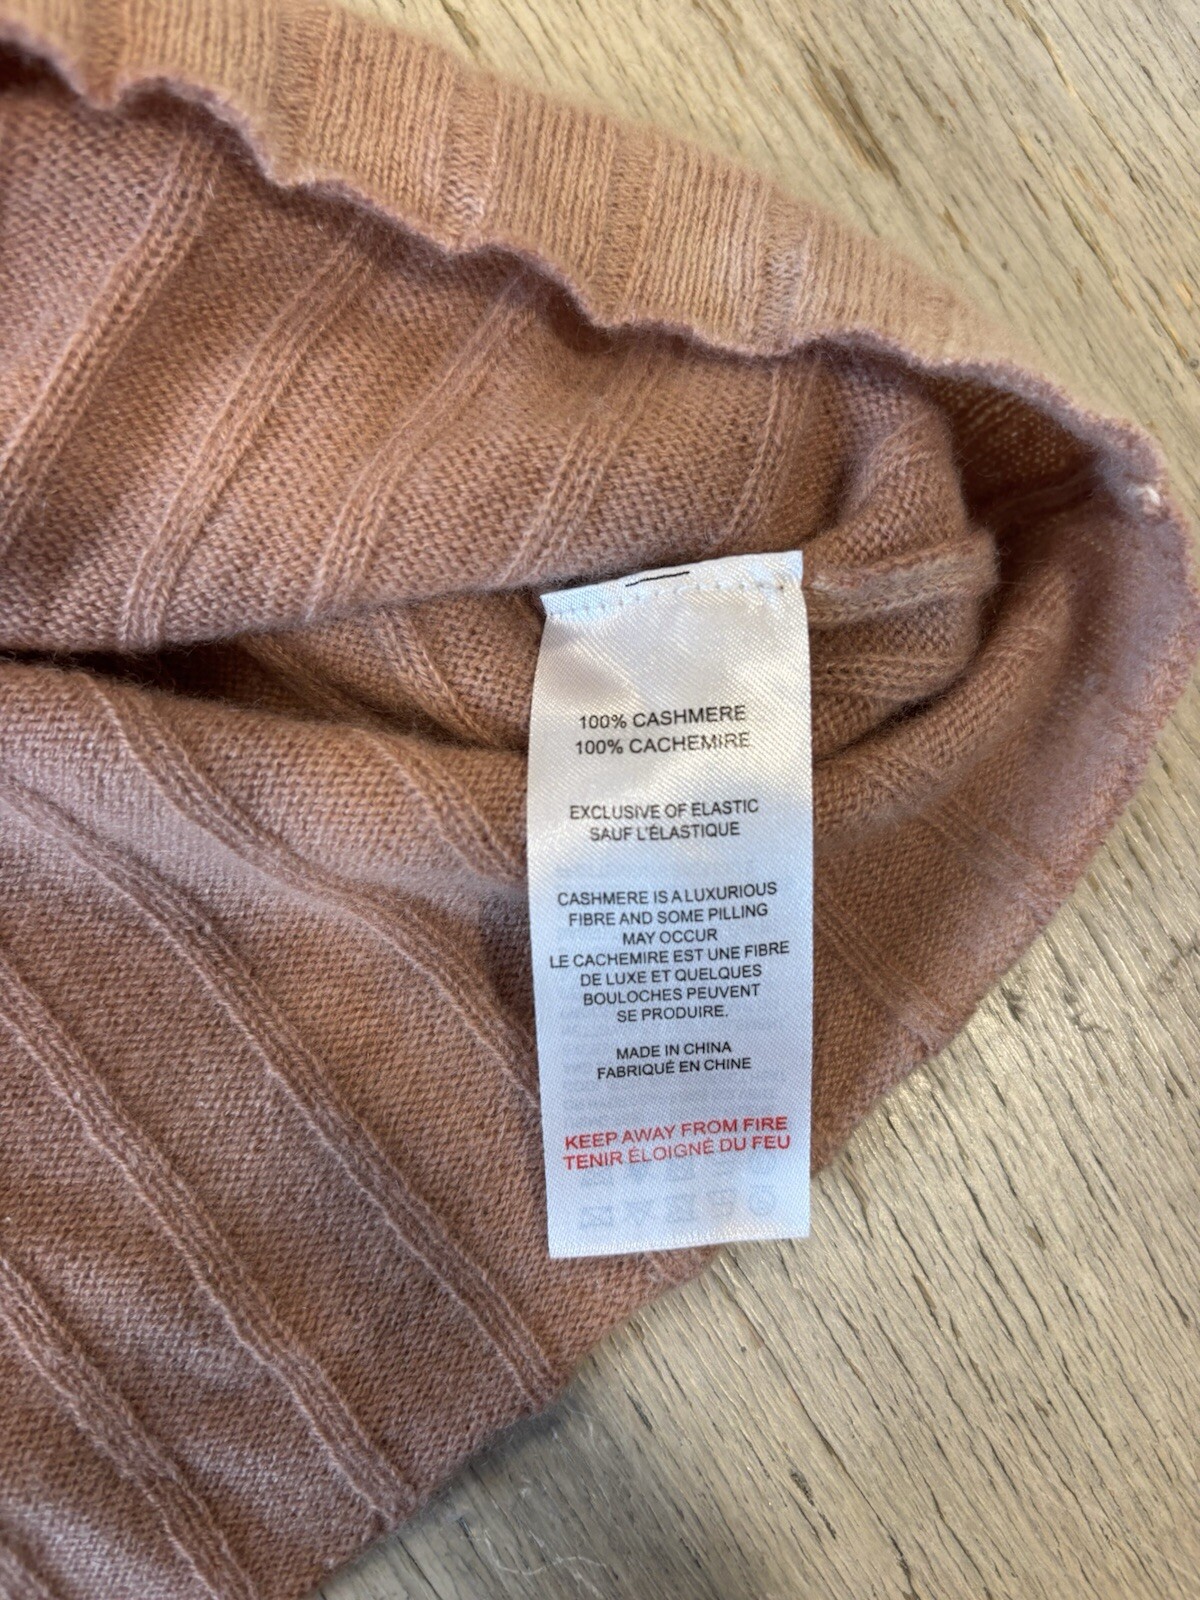 100% CASHMERE
100% CACHEMIRE
EXCLUSIVE OF ELASTIC
SAUF L'ÉLASTIQUE
CASHMERE IS A LUXURIOUS
FIBRE AND SOME PILLING
MAY OCCUR
LE CACHEMIRE EST UNE FIBRE
DE LUXE ET QUELQUES
BOULOCHES PEUVENT
SE PRODUIRE.
MADE IN CHINA
FABRIQUÉ EN CHINE
KEEP AWAY FROM FIRE
TENIR ÉLOIGNÉ DU FEU